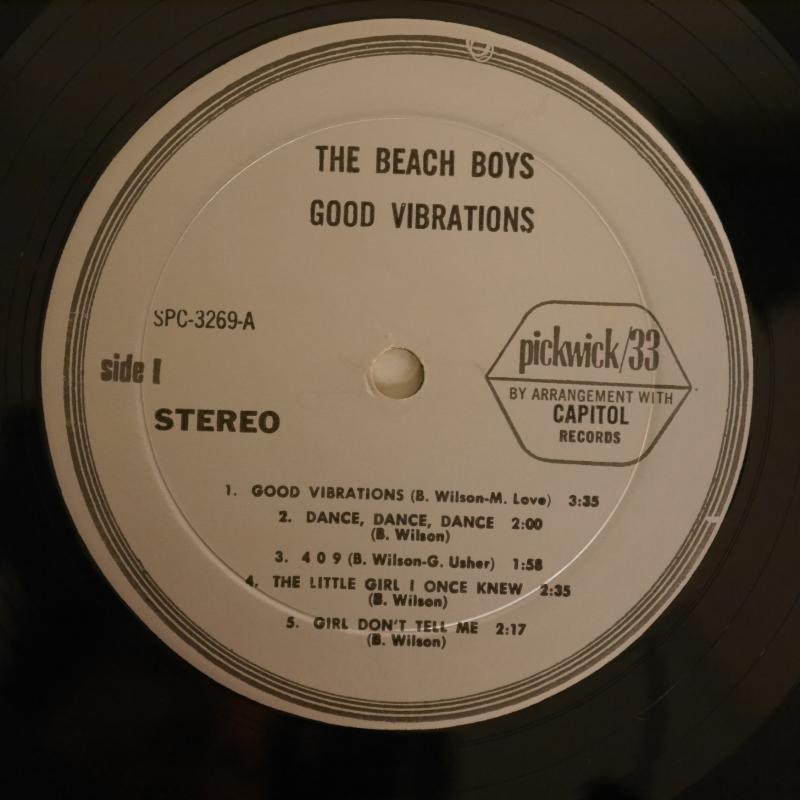 THE BEACH BOYS
GOOD VIBRATIONS
SPC-3269-A
side 1
STEREO
pickwick/33
BY ARRANGEMENT WITH
CAPITOL
RECORDS
1. GOOD VIBRATIONS (B. Wilson-M. Love) 3:35
2. DANCE, DANCE, DANCE 2:00
(B. Wilson)
3. 4 0 9 (B. Wilson-G. Usher) 1:58
4. THE LITTLE GIRL I ONCE KNEW 2:35
(B. Wilson)
5. GIRL DON'T TELL ME 2:17
(B. Wilson)